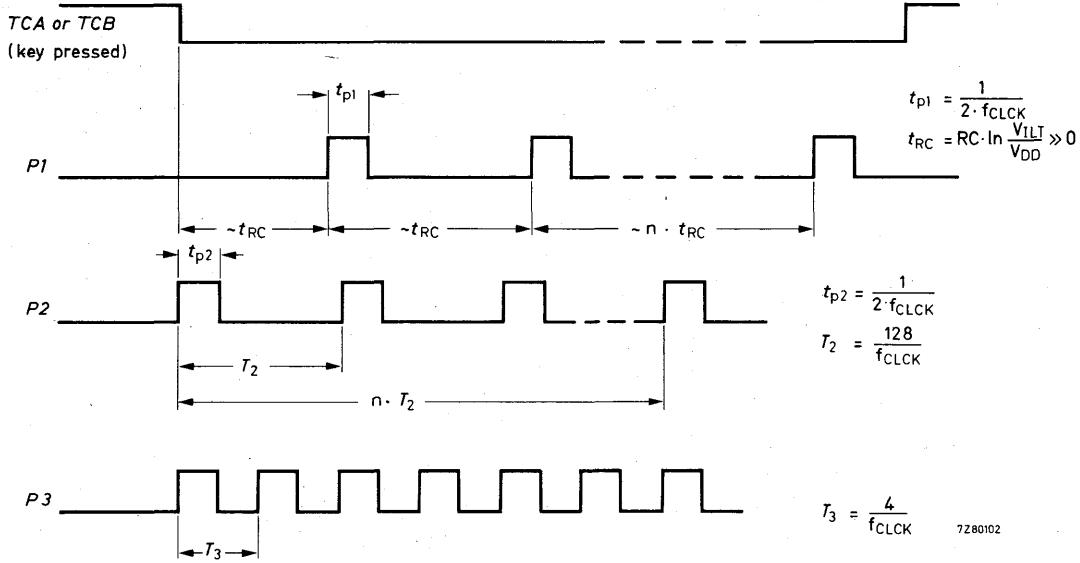 TCA or TCB
(key pressed)
tp1
tp1 = 1 / 2 · fCLCK
tRC = RC · ln VILT / VDD ≫ 0
P1
~tRC
~tRC
~ n · tRC
tp2
P2
tp2 = 1 / 2 · fCLCK
T2 = 128 / fCLCK
T2
n · T2
P3
T3 = 4 / fCLCK
7Z80102
T3